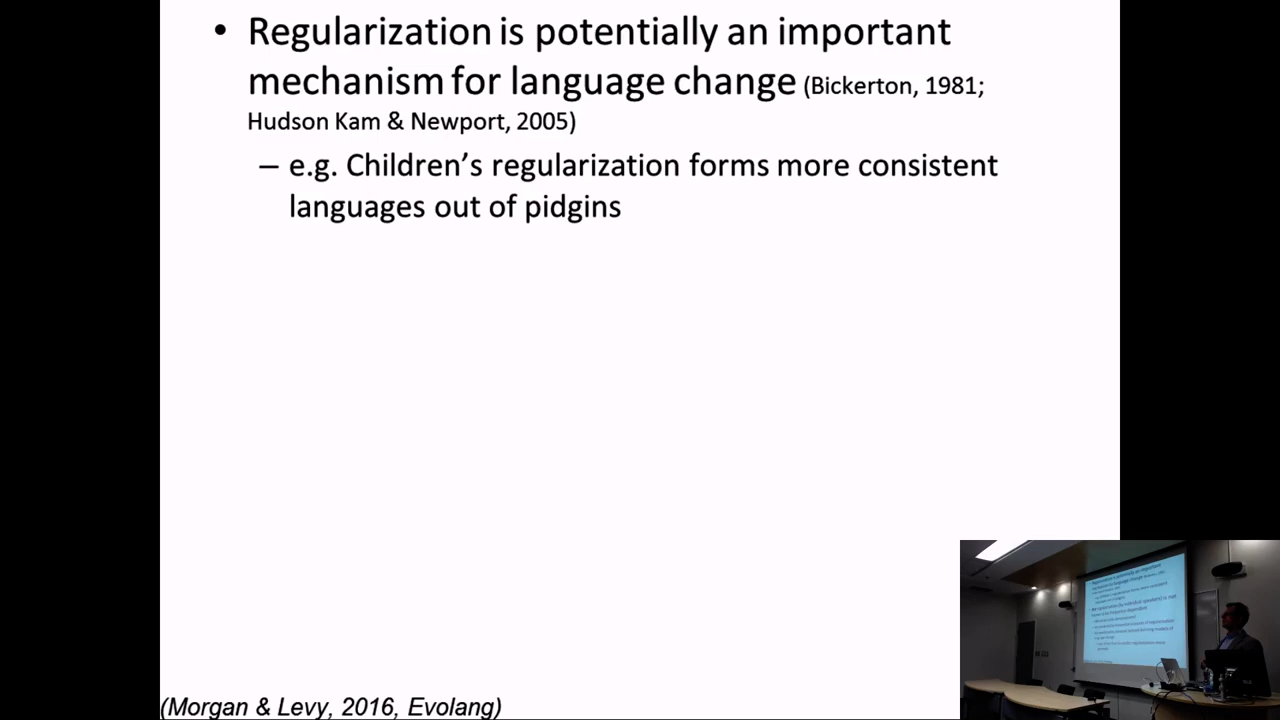 • Regularization is potentially an important
mechanism for language change (Bickerton, 1981;
Hudson Kam & Newport, 2005)
– e.g. Children’s regularization forms more consistent
languages out of pidgins
(Morgan & Levy, 2016, Evolang)